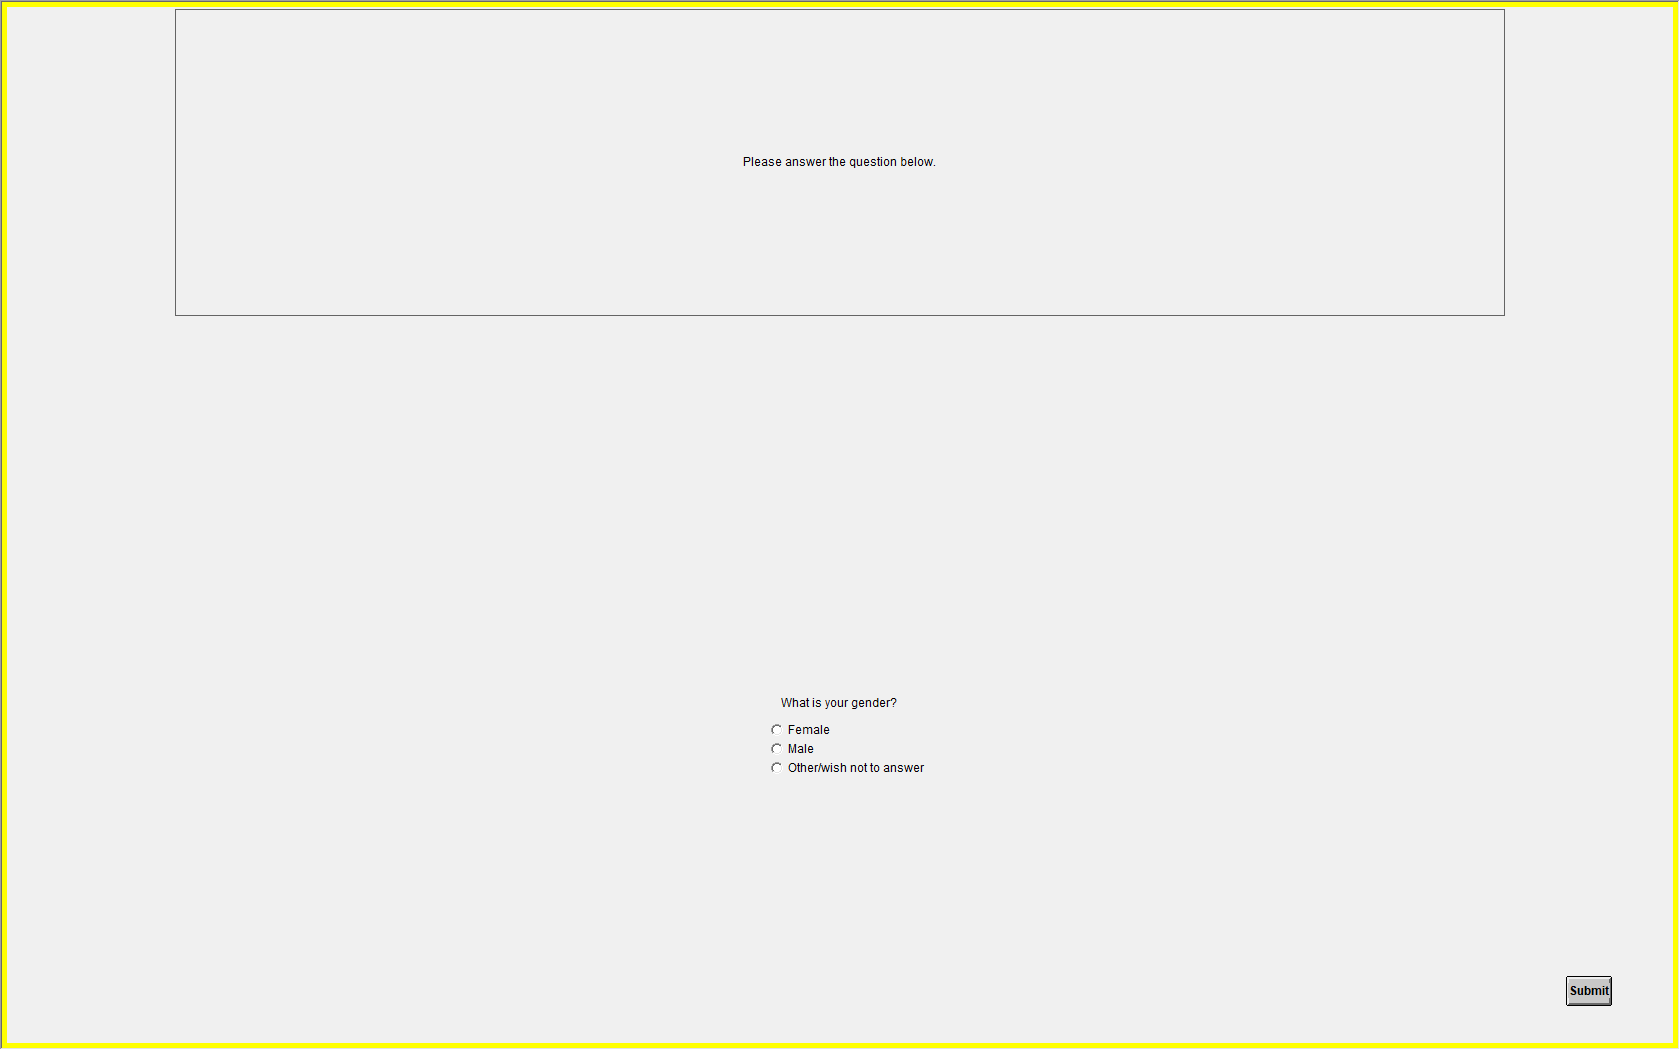 Please answer the question below.
What is your gender?
Female
Male
Other/wish not to answer
Submit